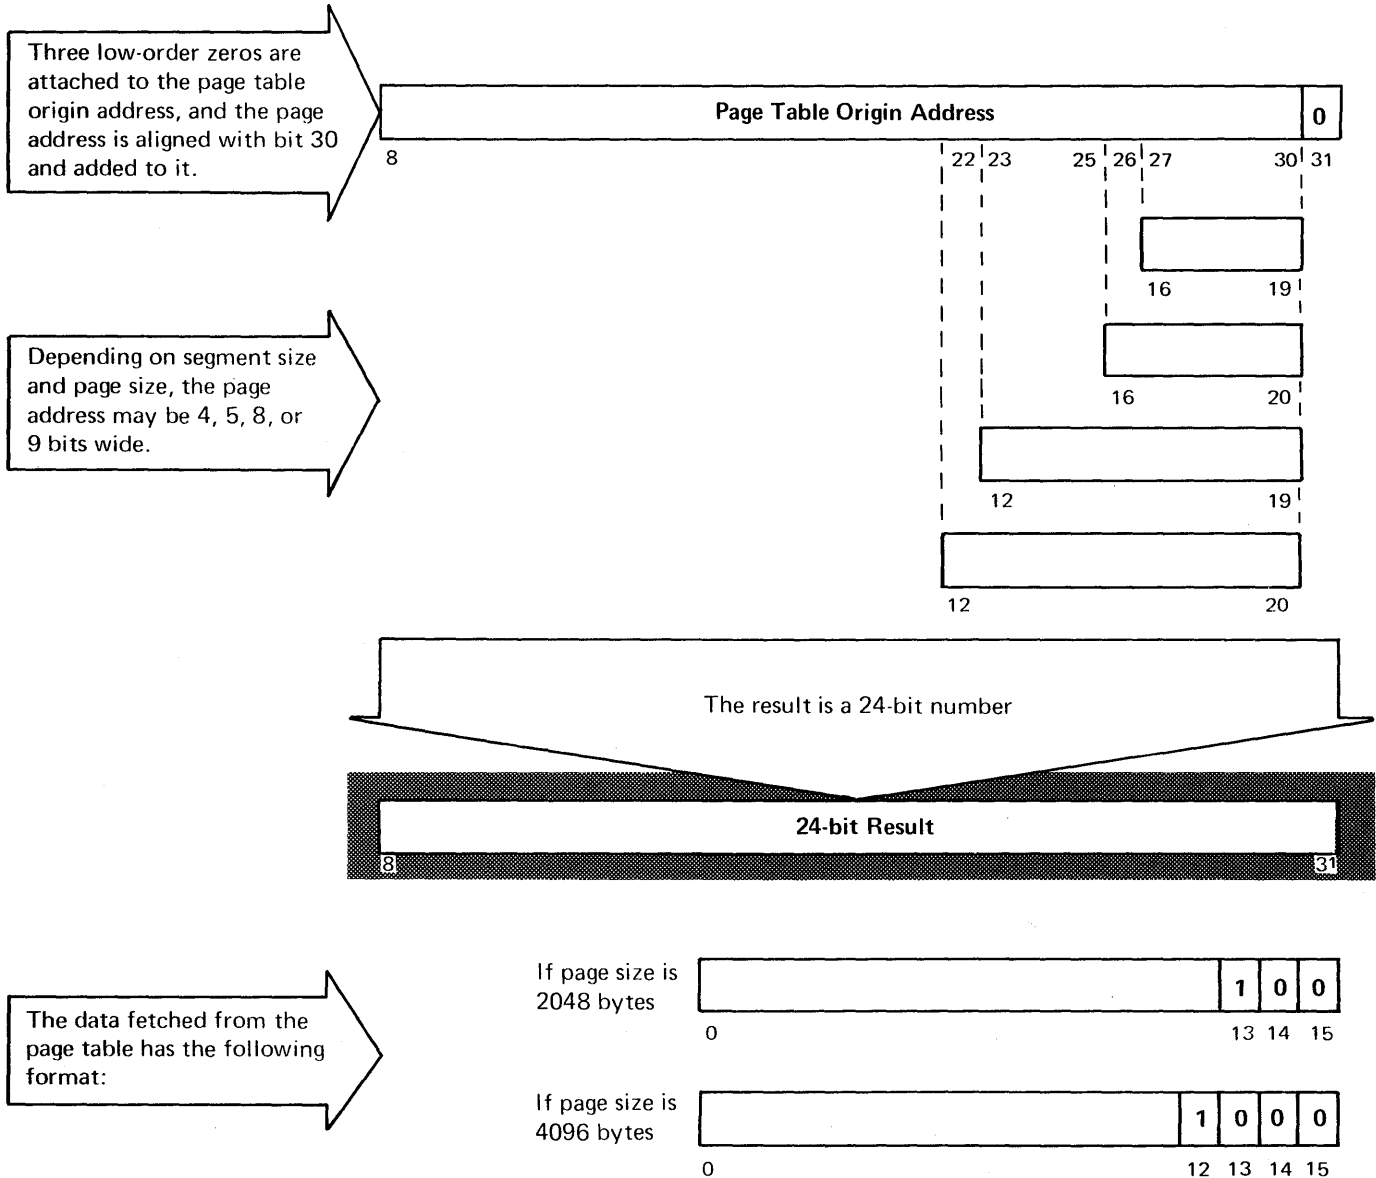 Three low-order zeros are
attached to the page table
origin address, and the page
address is aligned with bit 30
and added to it.
Page Table Origin Address 0
8 22 23 25 26 27 30 31
16 19
Depending on segment size
and page size, the page
address may be 4, 5, 8, or
9 bits wide.
16 20
12 19
12 20
The result is a 24-bit number
24-bit Result
8 31
The data fetched from the
page table has the following
format:
If page size is
2048 bytes
1 0 0
0 13 14 15
If page size is
4096 bytes
1 0 0 0
0 12 13 14 15